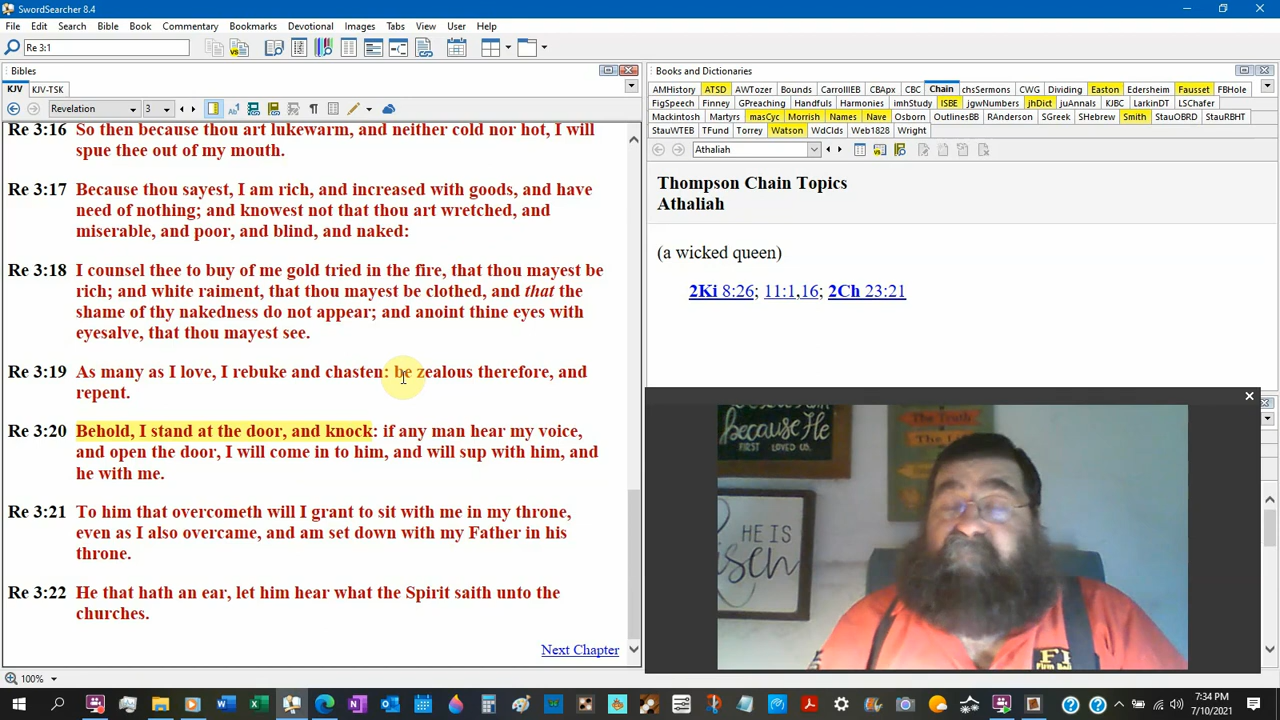 SwordSearcher 8.4
File Edit Search Bible Book Commentary Bookmarks Devotional Images Tabs View User Help
Re 3:1
Bibles
KJV KJV-TSK
Revelation 3
Re 3:16 So then because thou art lukewarm, and neither cold nor hot, I will
spue thee out of my mouth.
Re 3:17 Because thou sayest, I am rich, and increased with goods, and have
need of nothing; and knowest not that thou art wretched, and
miserable, and poor, and blind, and naked:
Re 3:18 I counsel thee to buy of me gold tried in the fire, that thou mayest be
rich; and white raiment, that thou mayest be clothed, and that the
shame of thy nakedness do not appear; and anoint thine eyes with
eyesalve, that thou mayest see.
Re 3:19 As many as I love, I rebuke and chasten: be zealous therefore, and
repent.
Re 3:20 Behold, I stand at the door, and knock: if any man hear my voice,
and open the door, I will come in to him, and will sup with him, and
he with me.
Re 3:21 To him that overcometh will I grant to sit with me in my throne,
even as I also overcame, and am set down with my Father in his
throne.
Re 3:22 He that hath an ear, let him hear what the Spirit saith unto the
churches.
Next Chapter
100%
Books and Dictionaries
AMHistory ATSD AWTozer Bounds CAFBCrelM CBApx CBC Chain chsSermons CWG Dividing Easton Edersheim Fausset FBHole
FigSpeech Finney GPreaching Handfuls Harmonies imhStudy ISBE jgwNumbers jhDict juAnnals KJBC LarkinDT LSChafer
Mackintosh Martyrs masCyc Morrish Names Nave Osborn OutlinesBB RAnderson SGreek SHebrew Smith StauOBRD StauRBHT
StauWTEB TFund Torrey Watson WdClds Web1828 Wright
Athaliah
Thompson Chain Topics
Athaliah
(a wicked queen)
2Ki 8:26; 11:1,16; 2Ch 23:21
because He
FIRST LOVED US.
The Truth
HE IS
risen
7:34 PM
7/10/2021